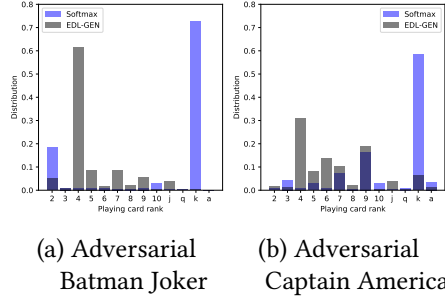 0.8
0.7
0.6
0.5
0.4
0.3
0.2
0.1
0.0
Distribution
Softmax
EDL-GEN
2 3 4 5 6 7 8 9 10 j q k a
Playing card rank
0.8
0.7
0.6
0.5
0.4
0.3
0.2
0.1
0.0
Distribution
Softmax
EDL-GEN
2 3 4 5 6 7 8 9 10 j q k a
Playing card rank
(a) Adversarial
Batman Joker
(b) Adversarial
Captain America